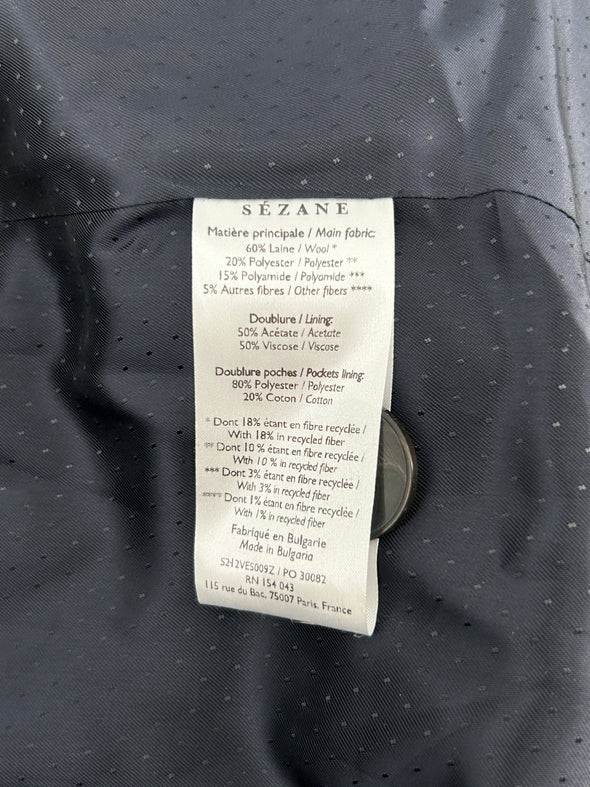 SÉZANE
Matière principale / Main fabric:
60% Laine / Wool *
20% Polyester / Polyester **
15% Polyamide / Polyamide ***
5% Autres fibres / Other fibers ****
Doublure / Lining:
50% Acétate / Acetate
50% Viscose / Viscose
Doublure poches / Pockets lining:
80% Polyester / Polyester
20% Coton / Cotton
* Dont 18% étant en fibre recyclée /
With 18% in recycled fiber
** Dont 10 % étant en fibre recyclée /
With 10 % in recycled fiber
*** Dont 3% étant en fibre recyclée /
With 3% in recycled fiber
**** Dont 1% étant en fibre recyclée /
With 1% in recycled fiber
Fabriqué en Bulgarie
Made in Bulgaria
S212VES009Z / PO 30082
RN 154 043
115 rue du Bac, 75007 Paris, France